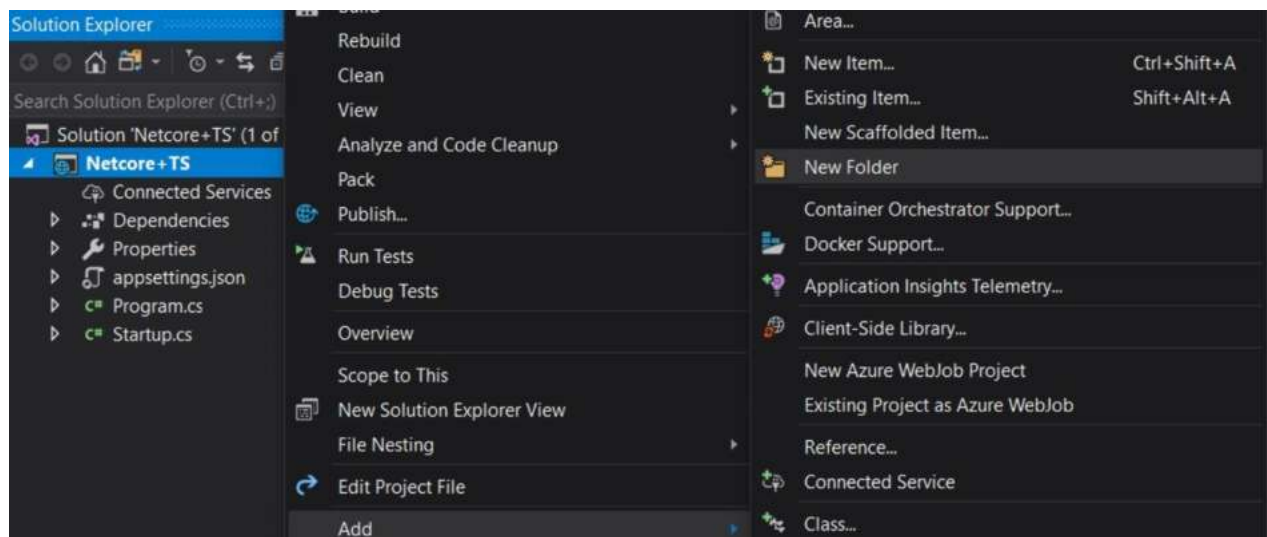 Solution Explorer
Search Solution Explorer (Ctrl+;)
Solution 'Netcore+TS' (1 of
Netcore+TS
Connected Services
Dependencies
Properties
appsettings.json
C# Program.cs
C# Startup.cs
Build
Rebuild
Clean
View
Analyze and Code Cleanup
Pack
Publish...
Run Tests
Debug Tests
Overview
Scope to This
New Solution Explorer View
File Nesting
Edit Project File
Add
Area...
New Item... Ctrl+Shift+A
Existing Item... Shift+Alt+A
New Scaffolded Item...
New Folder
Container Orchestrator Support...
Docker Support...
Application Insights Telemetry...
Client-Side Library...
New Azure WebJob Project
Existing Project as Azure WebJob
Reference...
Connected Service
Class...